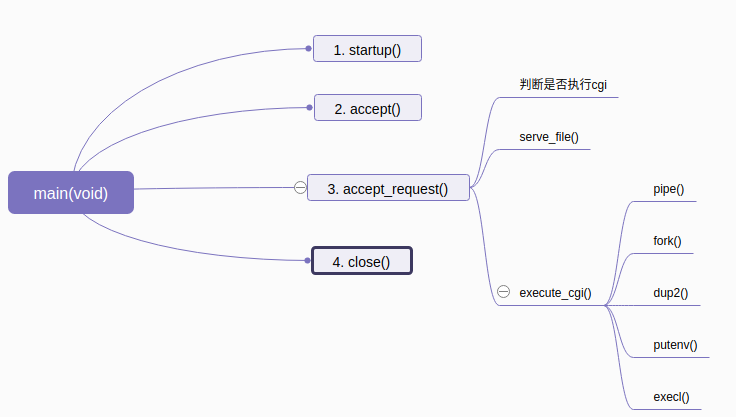 main(void)
1. startup()
2. accept()
3. accept_request()
4. close()
判断是否执行cgi
serve_file()
execute_cgi()
pipe()
fork()
dup2()
putenv()
execl()